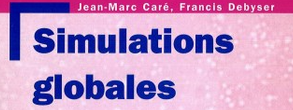 Jean-Marc Caré, Francis Debyser
Simulations
globales